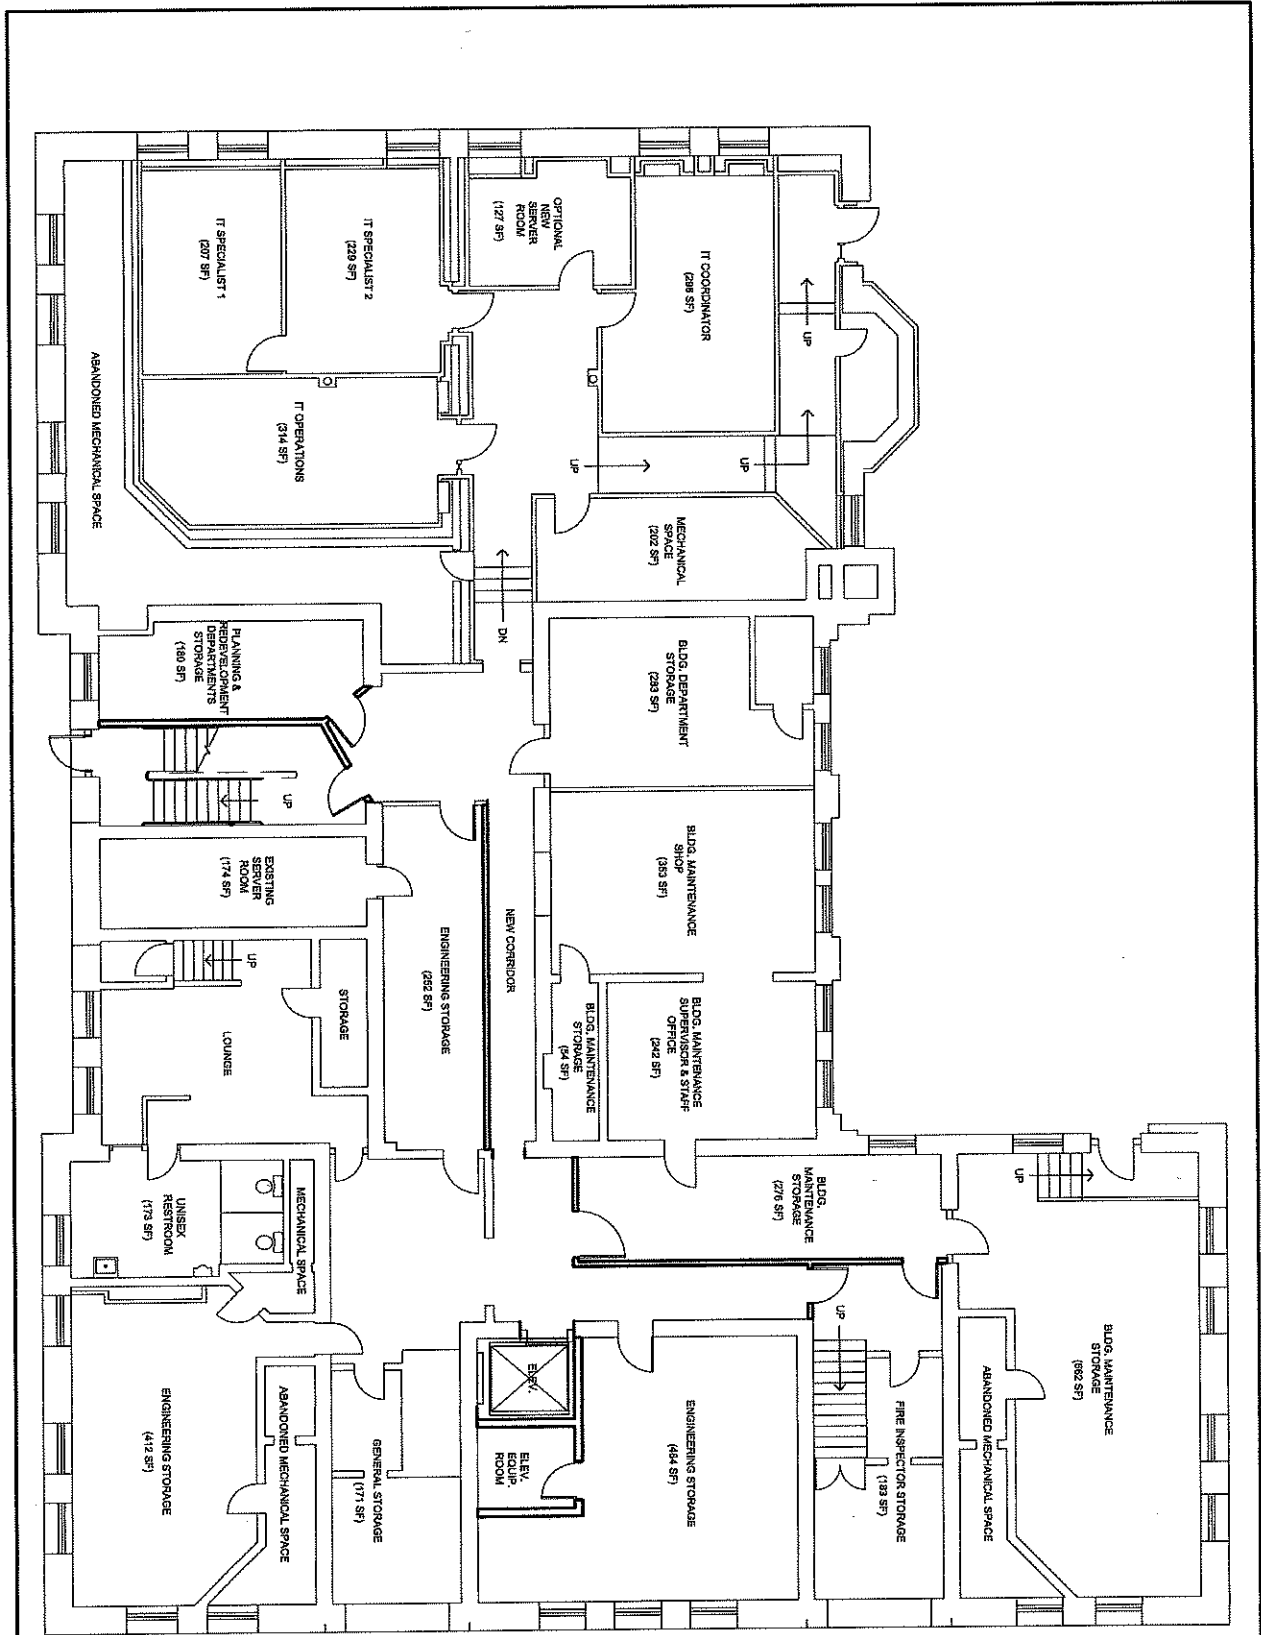 OPTIONAL
NEW
SERVER
ROOM
(127 SF)
IT COORDINATOR
(296 SF)
UP
IT SPECIALIST 1
(207 SF)
IT SPECIALIST 2
(229 SF)
ABANDONED MECHANICAL SPACE
IT OPERATIONS
(314 SF)
UP
UP
MECHANICAL
SPACE
(202 SF)
DN
PLANNING &
REDEVELOPMENT
DEPARTMENTS
STORAGE
(180 SF)
BLDG. DEPARTMENT
STORAGE
(283 SF)
UP
EXISTING
SERVER
ROOM
(174 SF)
BLDG. MAINTENANCE
SHOP
(353 SF)
NEW CORRIDOR
ENGINEERING STORAGE
(252 SF)
UP
STORAGE
LOUNGE
BLDG. MAINTENANCE
STORAGE
(54 SF)
BLDG. MAINTENANCE
SUPERVISOR & STAFF
OFFICE
(242 SF)
UP
BLDG.
MAINTENANCE
STORAGE
(276 SF)
MECHANICAL SPACE
UNISEX
RESTROOM
(173 SF)
UP
BLDG. MAINTENANCE
STORAGE
(662 SF)
ELEV.
ABANDONED MECHANICAL SPACE
FIRE INSPECTOR STORAGE
(183 SF)
ENGINEERING STORAGE
(464 SF)
ELEV.
EQUIP.
ROOM
GENERAL STORAGE
(171 SF)
ABANDONED MECHANICAL SPACE
ENGINEERING STORAGE
(412 SF)